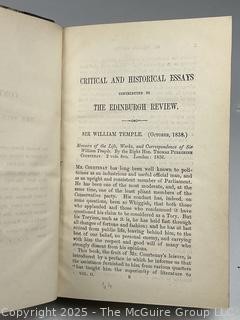 CRITICAL AND HISTORICAL ESSAYS
CONTRIBUTED TO
THE EDINBURGH REVIEW.
SIR WILLIAM TEMPLE. (OCTOBER, 1838.)
Memoirs of the Life, Works, and Correspondence of Sir
William Temple. By the Right Hon. THOMAS PEREGRINE
COURTENAY. 2 vols. 8vo. London: 1836.
MR. COURTENAY has long been well known to poli-
ticians as an industrious and useful official man, and
as an upright and consistent member of Parliament.
He has been one of the most moderate, and, at the
same time, one of the least pliant members of the
Conservative party. His conduct has, indeed, on
some questions, been so Whiggish, that both those
who applauded and those who condemned it have
questioned his claim to be considered as a Tory. But
his Toryism, such as it is, he has held fast through
all changes of fortune and fashion; and he has at last
retired from public life, leaving behind him, to the
best of our belief, no personal enemy, and carrying
with him the respect and good will of many who
strongly dissent from his opinions.
This book, the fruit of Mr. Courtenay's leisure, is
introduced by a preface in which he informs us that
the assistance furnished to him from various quarters
"has taught him the superiority of literature to
VOL. II. B
Copyright 2025 - The McGuire Group LLC